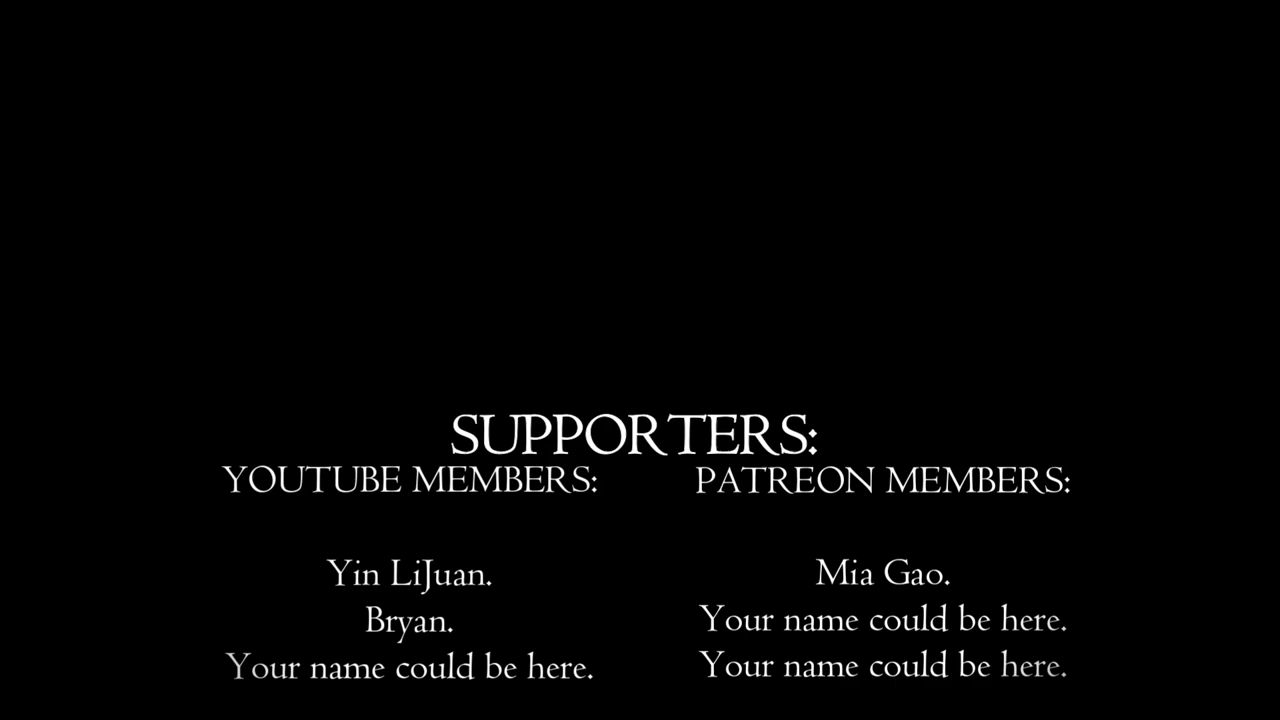 SUPPORTERS:
YOUTUBE MEMBERS:
Yin LiJuan.
Bryan.
Your name could be here.
PATREON MEMBERS:
Mia Gao.
Your name could be here.
Your name could be here.